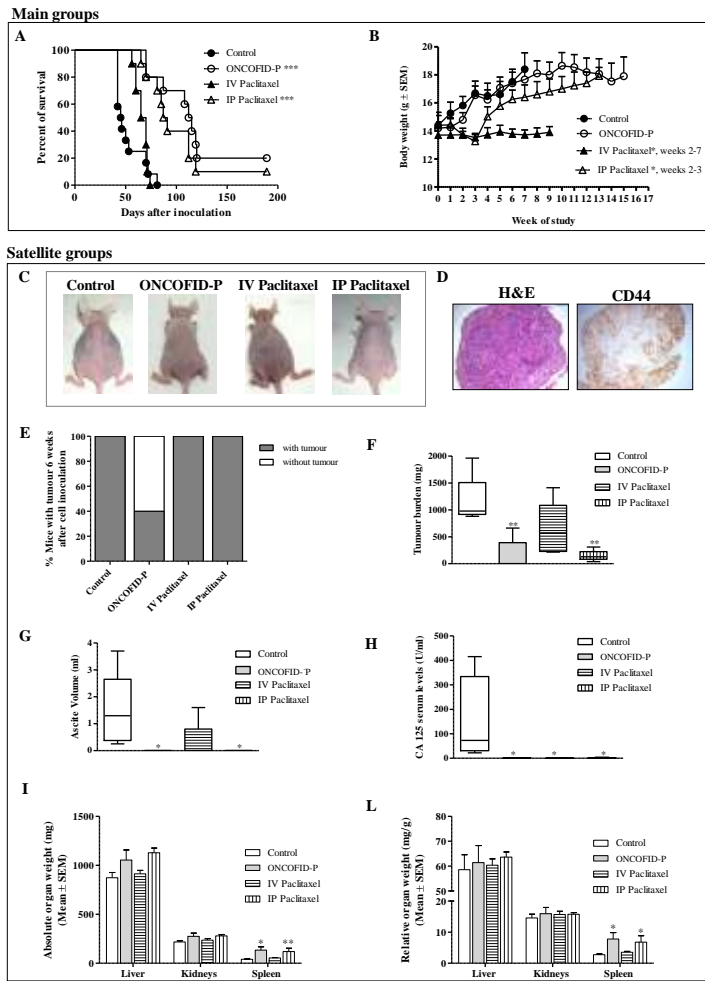 Main groups
A
Percent of survival
100
80
60
40
20
0
0 50 100 150 200
Days after inoculation
Control
ONCOFID-P ***
IV Paclitaxel
IP Paclitaxel ***
B
Body weight (g ± SEM)
20
18
16
14
12
10
0 1 2 3 4 5 6 7 8 9 10 11 12 13 14 15 16 17
Week of study
Control
ONCOFID-P
IV Paclitaxel*, weeks 2-7
IP Paclitaxel *, weeks 2-3
Satellite groups
C
Control ONCOFID-P IV Paclitaxel IP Paclitaxel
D
H&E CD44
E
% Mice with tumour 6 weeks
after cell inoculation
100
80
60
40
20
0
Control ONCOFID-P IV Paclitaxel IP Paclitaxel
with tumour
without tumour
F
Tumour burden (mg)
2000
1500
1000
500
0
** **
Control
ONCOFID-P
IV Paclitaxel
IP Paclitaxel
G
Ascite Volume (ml)
4
3
2
1
0
* *
Control
ONCOFID-P
IV Paclitaxel
IP Paclitaxel
H
CA 125 serum levels (U/ml)
500
400
300
200
100
0
* * *
Control
ONCOFID-P
IV Paclitaxel
IP Paclitaxel
I
Absolute organ weight (mg)
(Mean ± SEM)
1500
1000
500
0
Liver Kidneys Spleen
* **
Control
ONCOFID-P
IV Paclitaxel
IP Paclitaxel
L
Relative organ weight (mg/g)
(Mean ± SEM)
80
70
60
50
20
10
0
Liver Kidneys Spleen
* *
Control
ONCOFID-P
IV Paclitaxel
IP Paclitaxel